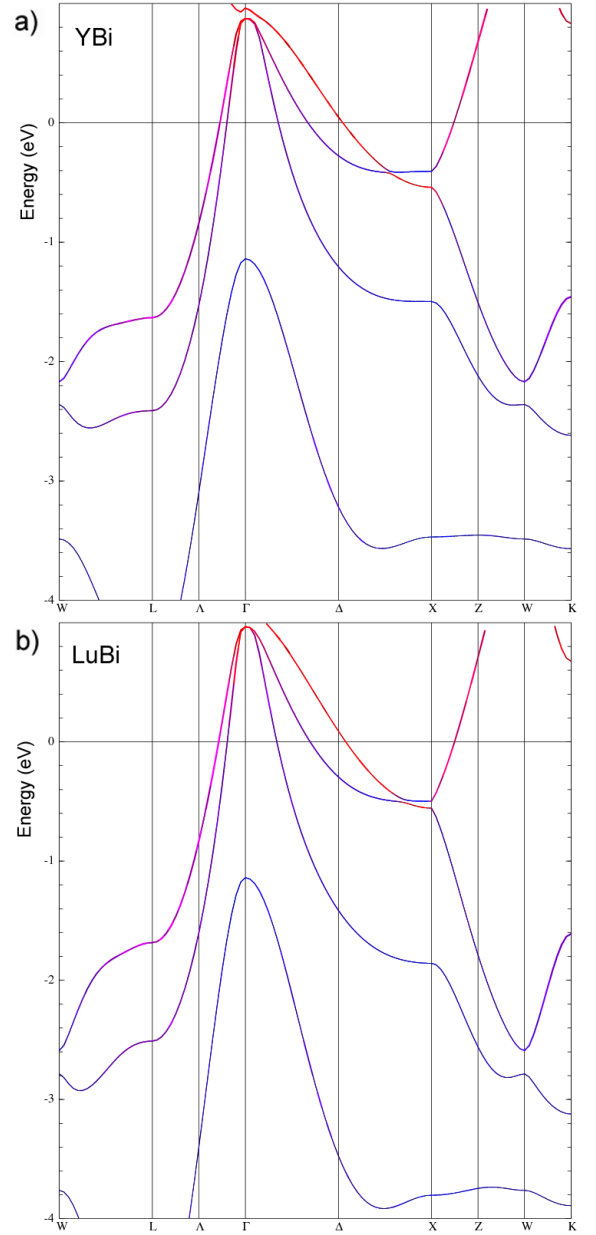 a)
YBi
Energy (eV)
0
-1
-2
-3
-4
W L Λ Γ Δ X Z W K
b)
LuBi
Energy (eV)
0
-1
-2
-3
-4
W L Λ Γ Δ X Z W K